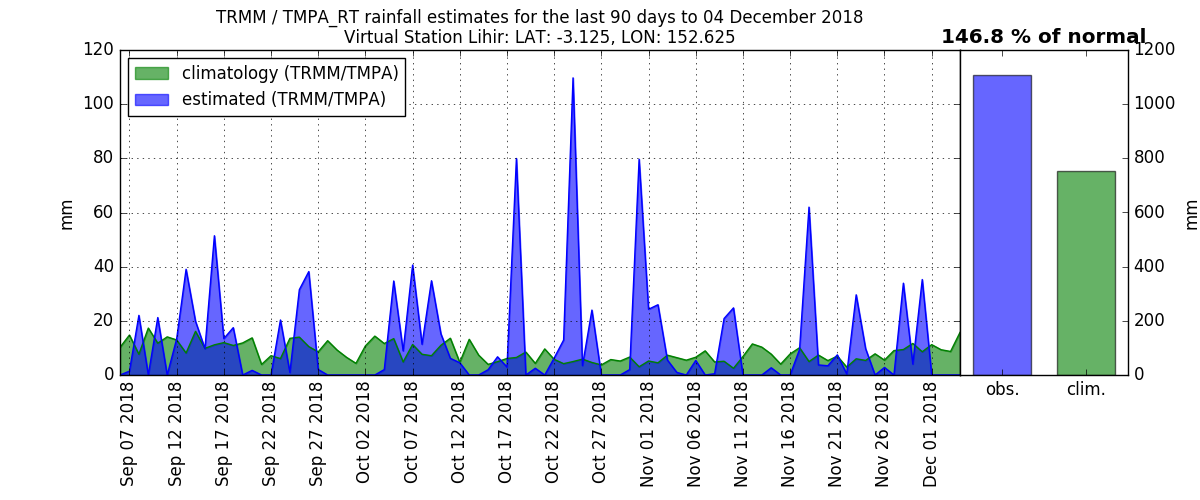 TRMM / TMPA_RT rainfall estimates for the last 90 days to 04 December 2018
Virtual Station Lihir: LAT: -3.125, LON: 152.625
146.8 % of normal
climatology (TRMM/TMPA)
estimated (TRMM/TMPA)
120
100
80
60
40
20
0
mm
Sep 07 2018
Sep 12 2018
Sep 17 2018
Sep 22 2018
Sep 27 2018
Oct 02 2018
Oct 07 2018
Oct 12 2018
Oct 17 2018
Oct 22 2018
Oct 27 2018
Nov 01 2018
Nov 06 2018
Nov 11 2018
Nov 16 2018
Nov 21 2018
Nov 26 2018
Dec 01 2018
1200
1000
800
600
400
200
0
mm
obs.
clim.